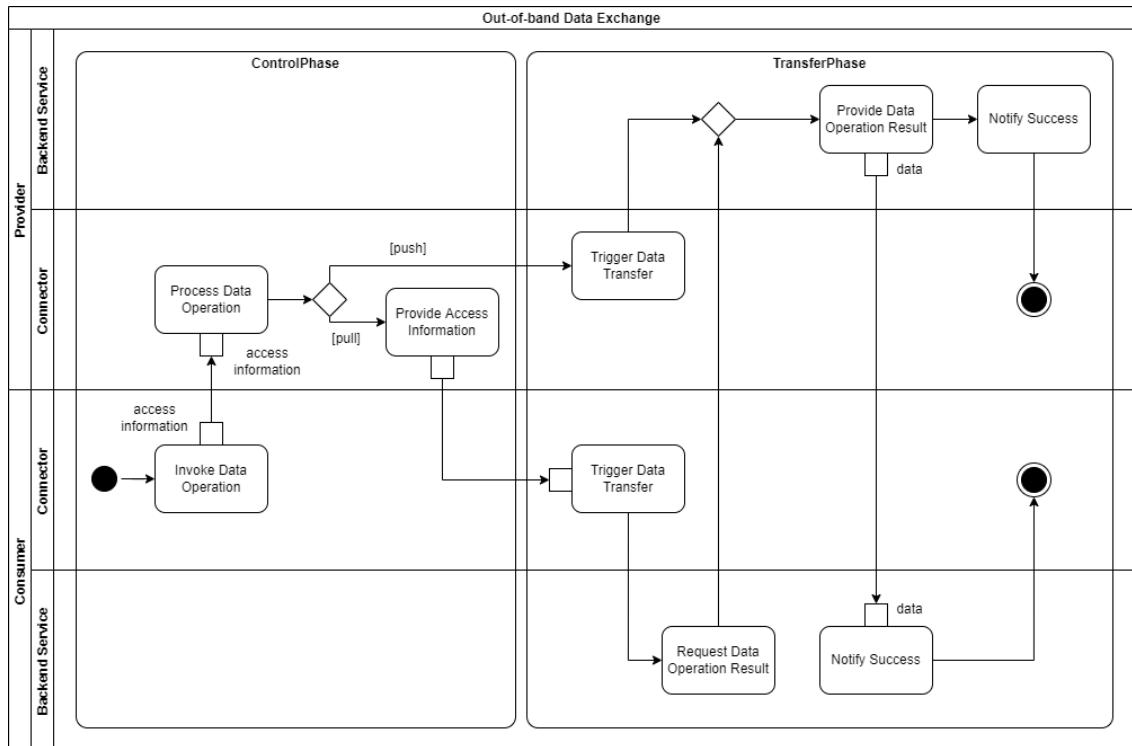 Out-of-band Data Exchange
Provider
Backend Service
Connector
Consumer
Connector
Backend Service
ControlPhase
TransferPhase
Provide Data
Operation Result
data
Notify Success
[push]
Trigger Data
Transfer
Process Data
Operation
[pull]
Provide Access
Information
access
information
access
information
Invoke Data
Operation
Trigger Data
Transfer
Request Data
Operation Result
data
Notify Success